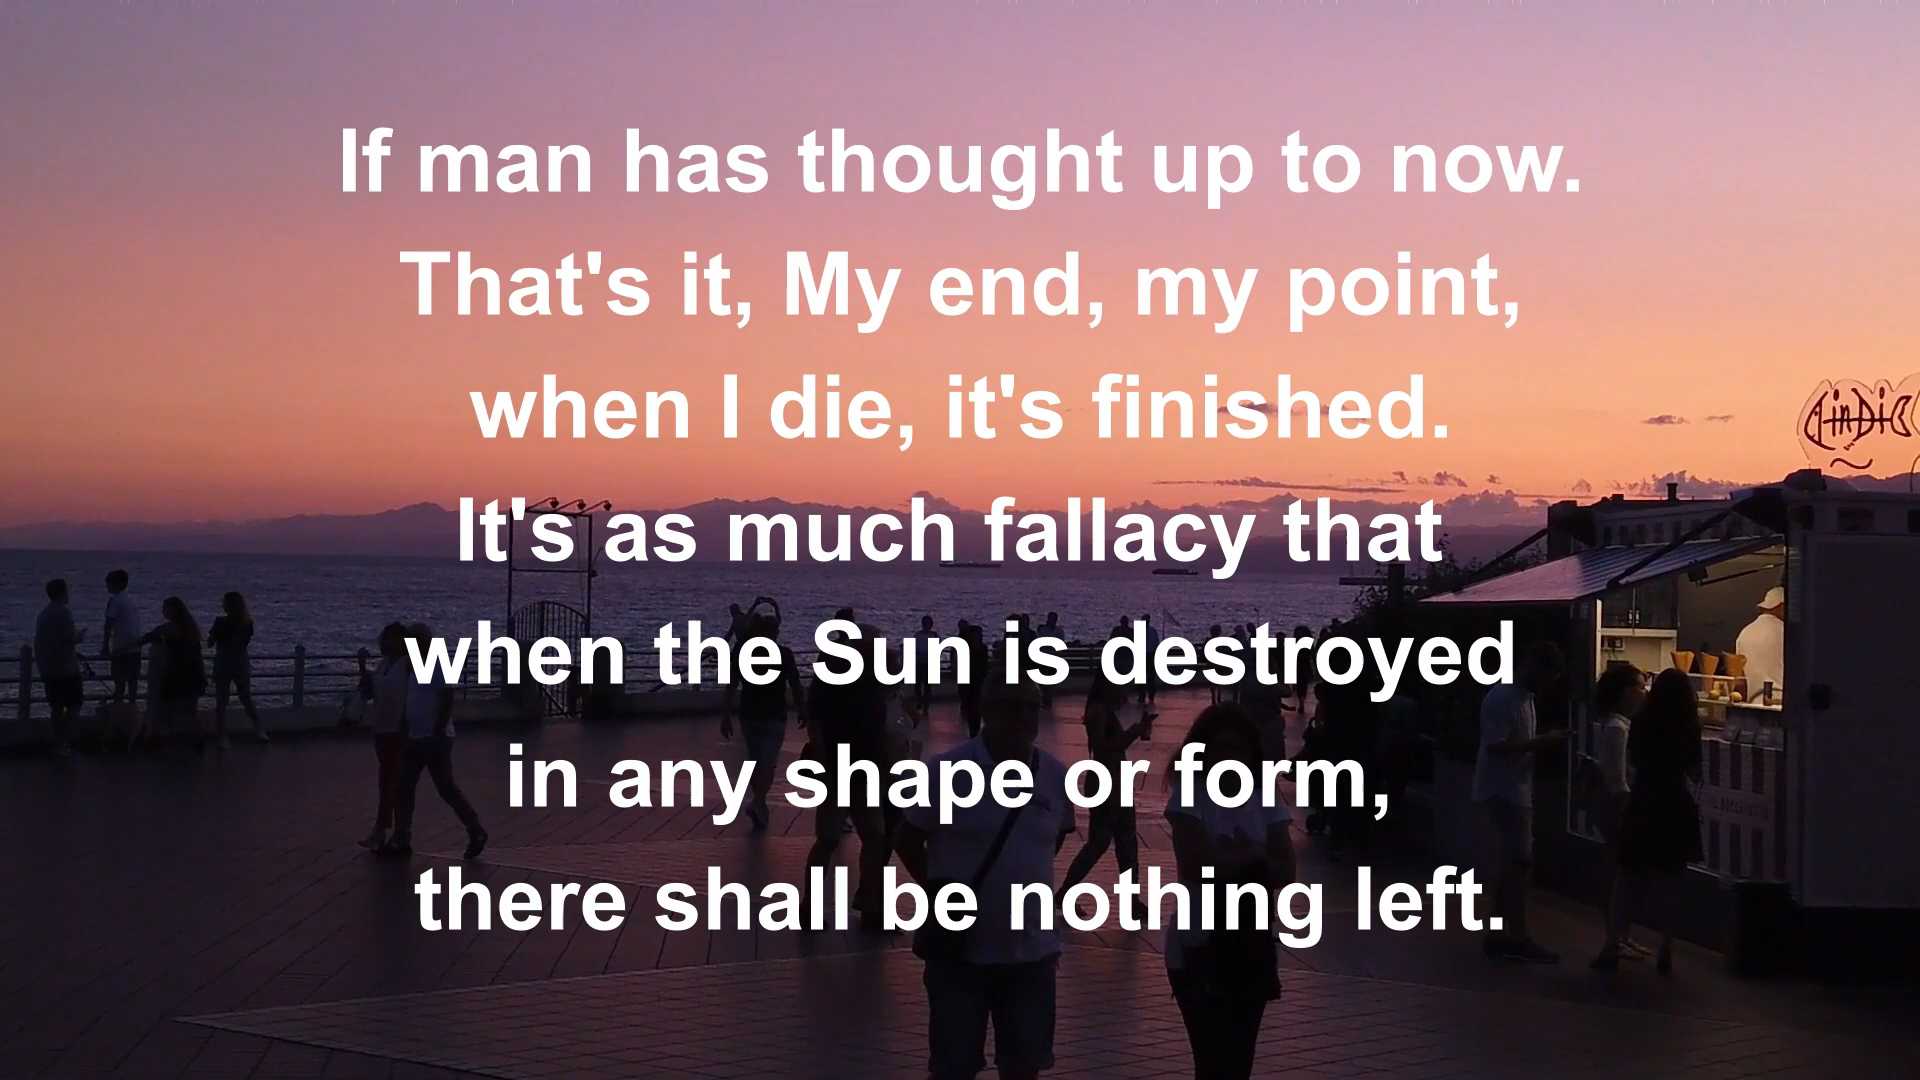 If man has thought up to now.
That's it, My end, my point,
when I die, it's finished.
It's as much fallacy that
when the Sun is destroyed
in any shape or form,
there shall be nothing left.